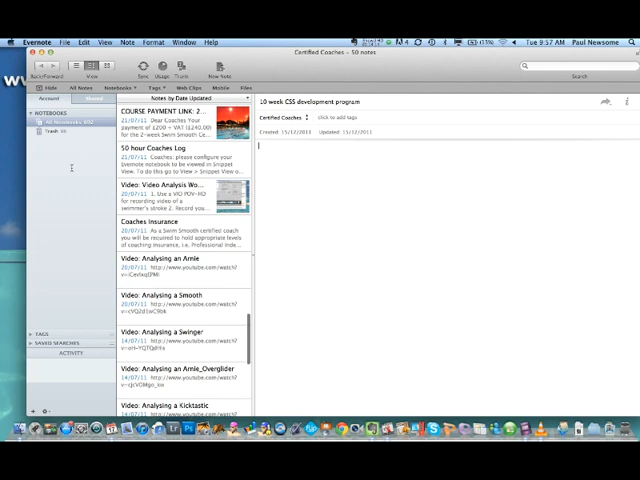 Evernote File Edit View Note Format Window Help
Tue 9:57 AM Paul Newsome
Certified Coaches – 50 notes
Back/Forward View Sync Usage Trunk New Note Search
Hide All Notes Notebooks Tags Web Clips Mobile Files
Account Shared
NOTEBOOKS
All Notebooks
Trash
TAGS
SAVED SEARCHES
ACTIVITY
Notes by Date Updated
COURSE PAYMENT LINK: 2...
21/07/11 Dear Coaches Your
payment of £200 + VAT (£240.00)
for the 2-week Swim Smooth Ce...
50 hour Coaches Log
21/07/11 Coaches: please configure your
Evernote notebook to be viewed in Snippet
View. To do this go to View > Snippet View o...
Video: Video Analysis Wo...
20/07/11 1. Use a VIO POV-HD
for recording video of a
swimmer's stroke 2. Record you...
Coaches Insurance
20/07/11 As a Swim Smooth certified coach
you will be required to hold appropriate levels
of coaching insurance, i.e. Professional Inde...
Video: Analysing an Arnie
20/07/11 http://www.youtube.com/watch?
Video: Analysing a Smooth
20/07/11 http://www.youtube.com/watch?
Video: Analysing a Swinger
14/07/11 http://www.youtube.com/watch?
Video: Analysing an Arnie_Overglider
14/07/11 http://www.youtube.com/watch?
Video: Analysing a Kicktastic
14/07/11 http://www.youtube.com/watch?
10 week CSS development program
Certified Coaches click to add tags
Created: 15/12/2011 Updated: 15/12/2011